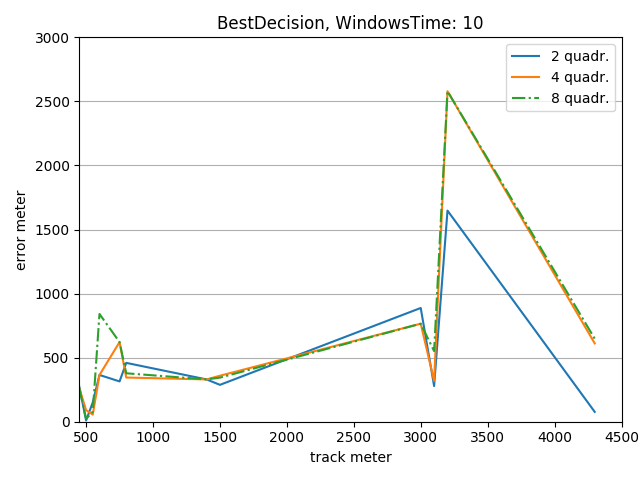 BestDecision, WindowsTime: 10
3000
2500
2000
1500
1000
500
0
error meter
2 quadr.
4 quadr.
8 quadr.
500 1000 1500 2000 2500 3000 3500 4000 4500
track meter